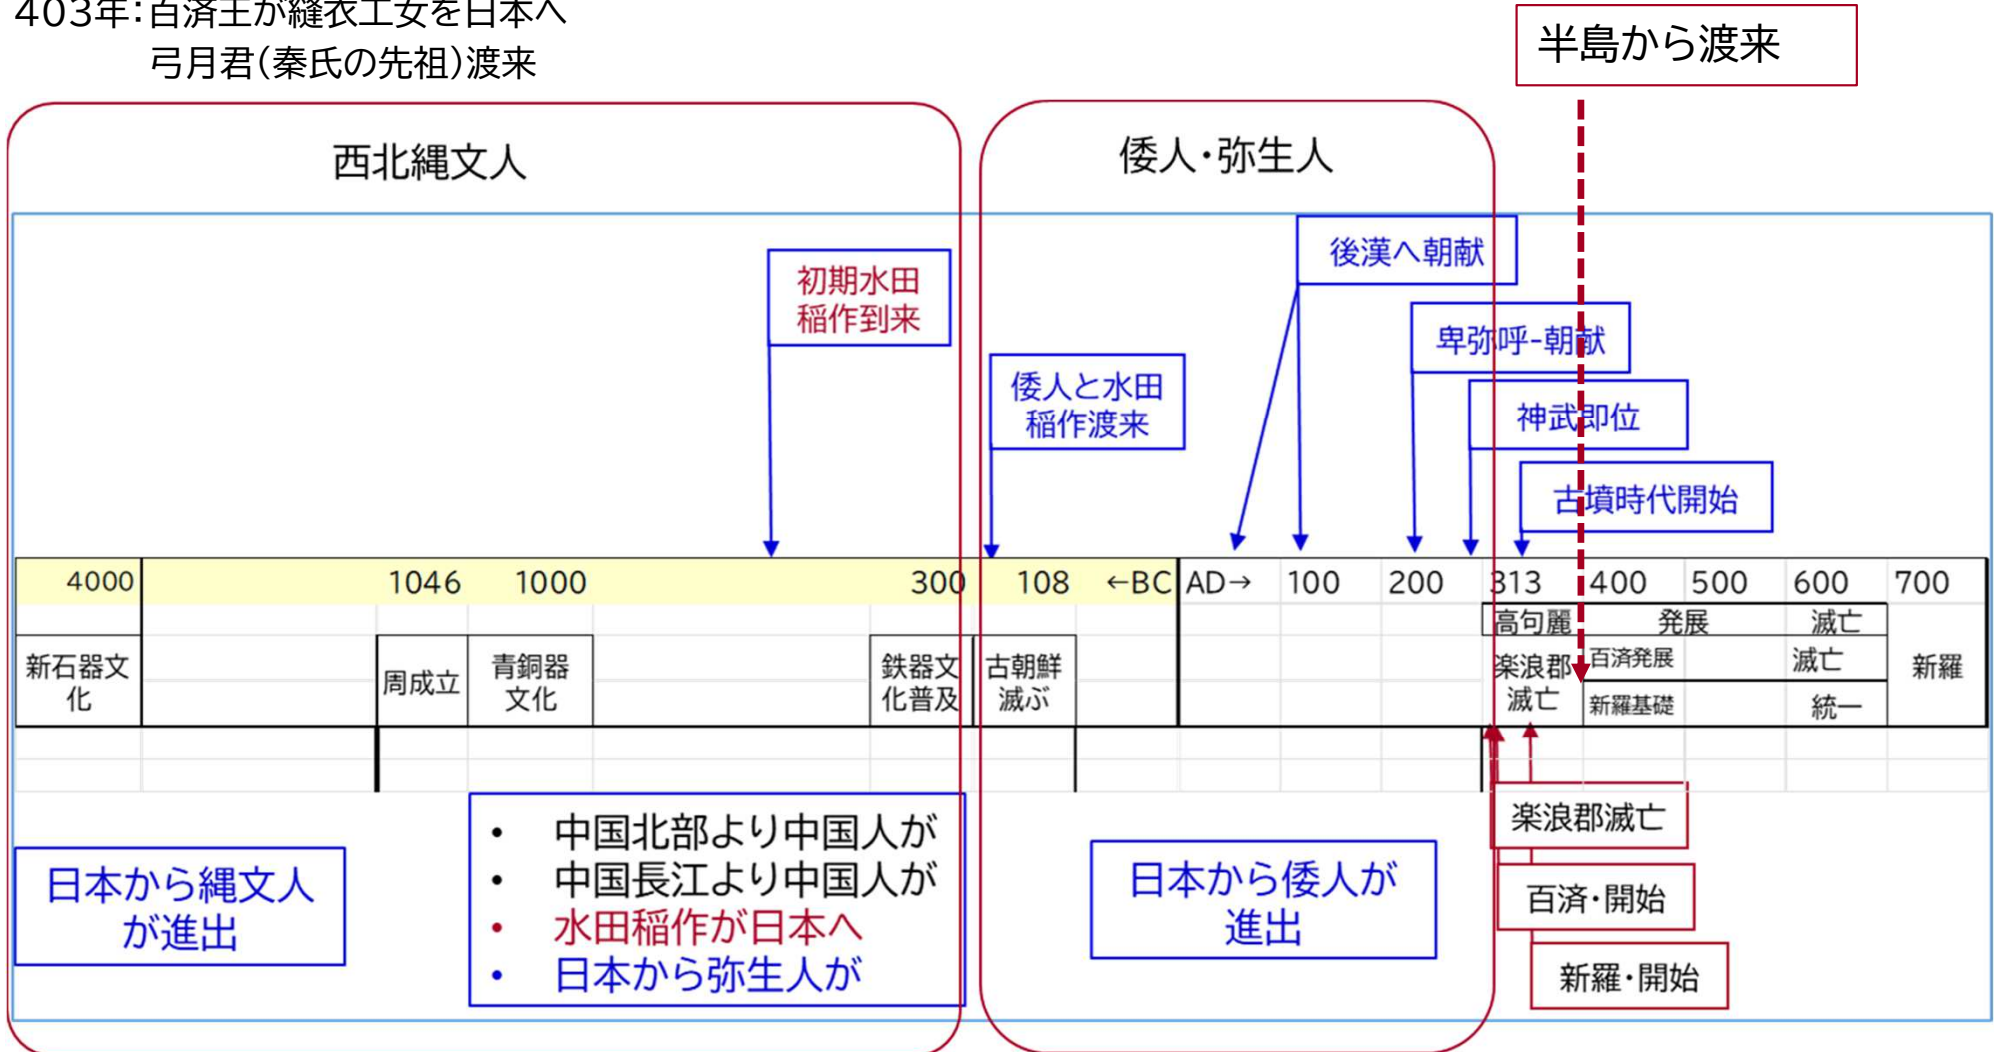 403年：百済王が縫衣工女を日本へ
弓月君（秦氏の先祖）渡来
半島から渡来
西北縄文人
倭人・弥生人
初期水田
稲作到来
倭人と水田
稲作渡来
後漢へ朝献
卑弥呼-朝献
神武即位
古墳時代開始
4000 1046 1000 300 108 ←BC AD→ 100 200 313 400 500 600 700
高句麗 発展 滅亡
新石器文
化
周成立
青銅器
文化
鉄器文
化普及
古朝鮮
滅ぶ
楽浪郡
滅亡
百済発展 滅亡
新羅基礎 統一
新羅
日本から縄文人
が進出
• 中国北部より中国人が
• 中国長江より中国人が
• 水田稲作が日本へ
• 日本から弥生人が
日本から倭人が
進出
楽浪郡滅亡
百済・開始
新羅・開始